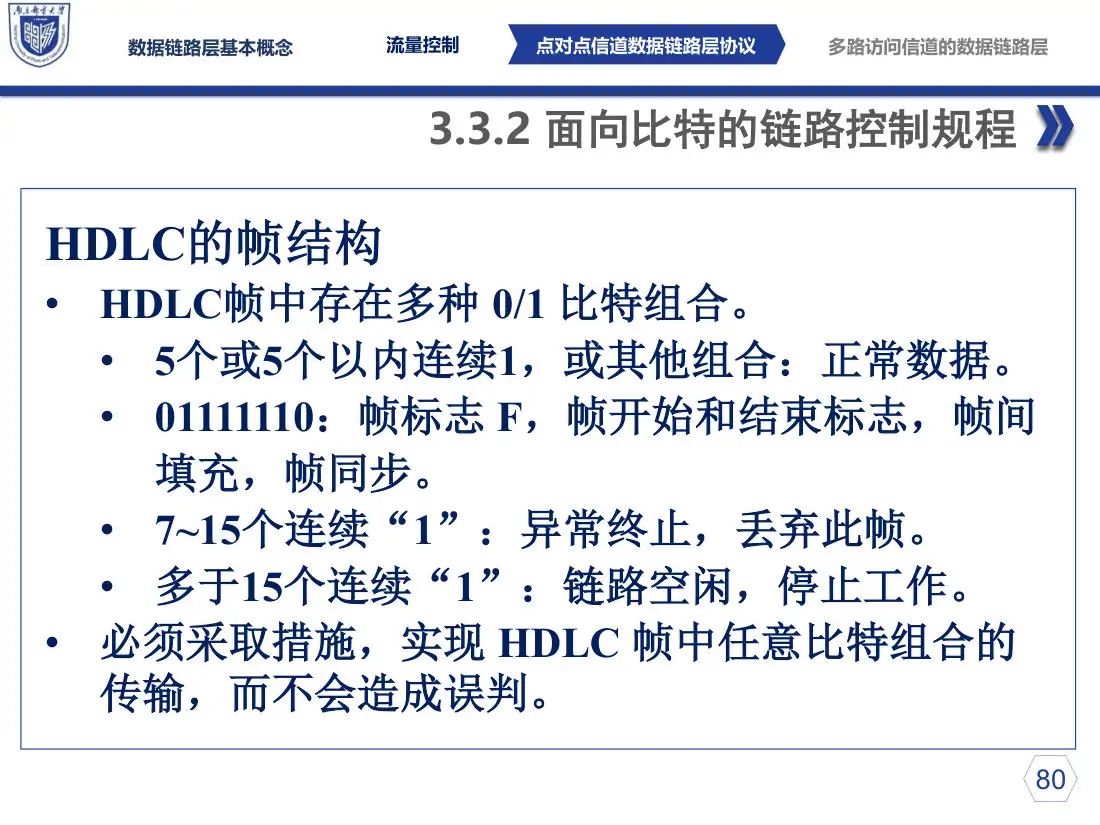 数据链路层基本概念
流量控制
点对点信道数据链路层协议
多路访问信道的数据链路层
3.3.2 面向比特的链路控制规程
HDLC的帧结构
• HDLC帧中存在多种 0/1 比特组合。
• 5个或5个以内连续1，或其他组合：正常数据。
• 01111110：帧标志 F，帧开始和结束标志，帧间
填充，帧同步。
• 7~15个连续“1”：异常终止，丢弃此帧。
• 多于15个连续“1”：链路空闲，停止工作。
• 必须采取措施，实现 HDLC 帧中任意比特组合的
传输，而不会造成误判。
80